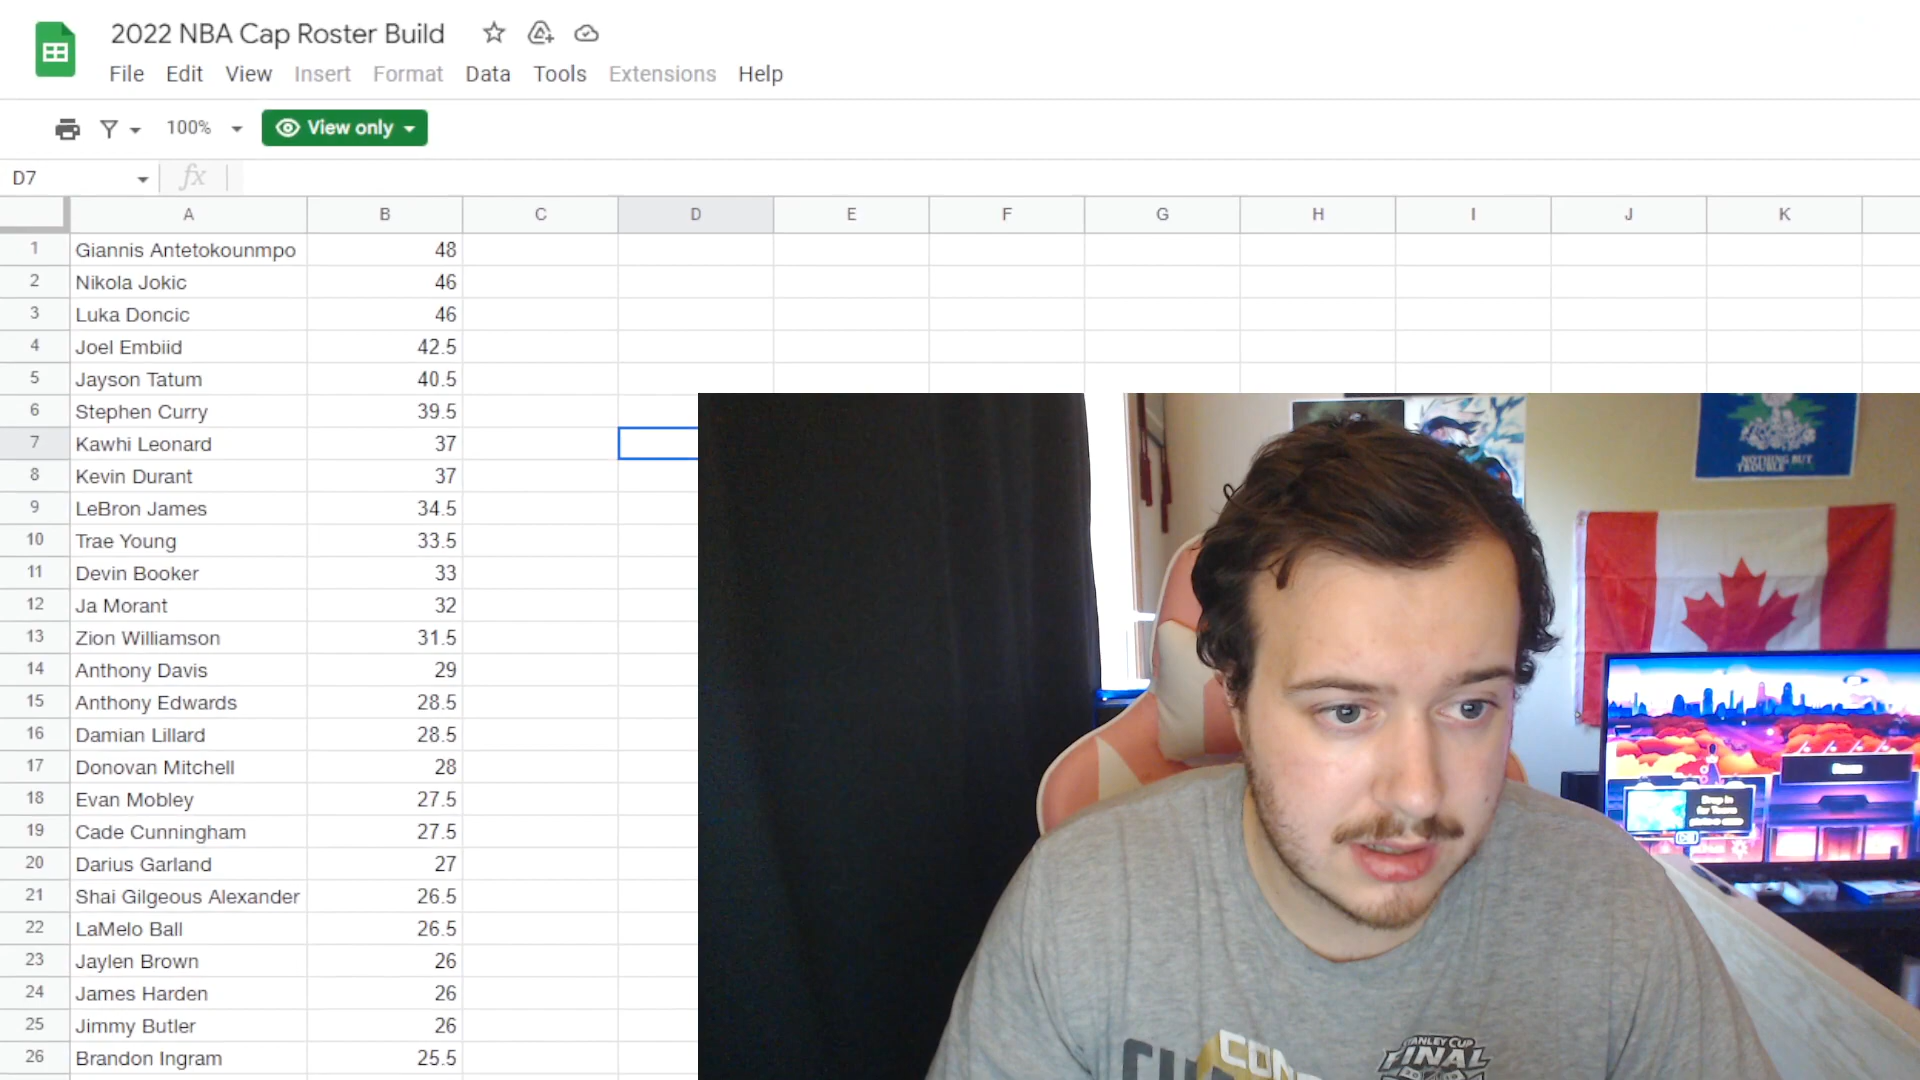 2022 NBA Cap Roster Build
File Edit View Insert Format Data Tools Extensions Help
100% View only
D7 fx
A B C D E F G H I J K
1 Giannis Antetokounmpo 48
2 Nikola Jokic 46
3 Luka Doncic 46
4 Joel Embiid 42.5
5 Jayson Tatum 40.5
6 Stephen Curry 39.5
7 Kawhi Leonard 37
8 Kevin Durant 37
9 LeBron James 34.5
10 Trae Young 33.5
11 Devin Booker 33
12 Ja Morant 32
13 Zion Williamson 31.5
14 Anthony Davis 29
15 Anthony Edwards 28.5
16 Damian Lillard 28.5
17 Donovan Mitchell 28
18 Evan Mobley 27.5
19 Cade Cunningham 27.5
20 Darius Garland 27
21 Shai Gilgeous Alexander 26.5
22 LaMelo Ball 26.5
23 Jaylen Brown 26
24 James Harden 26
25 Jimmy Butler 26
26 Brandon Ingram 25.5
NOTHING BUT
TROUBLE
STANLEY CUP
FINAL